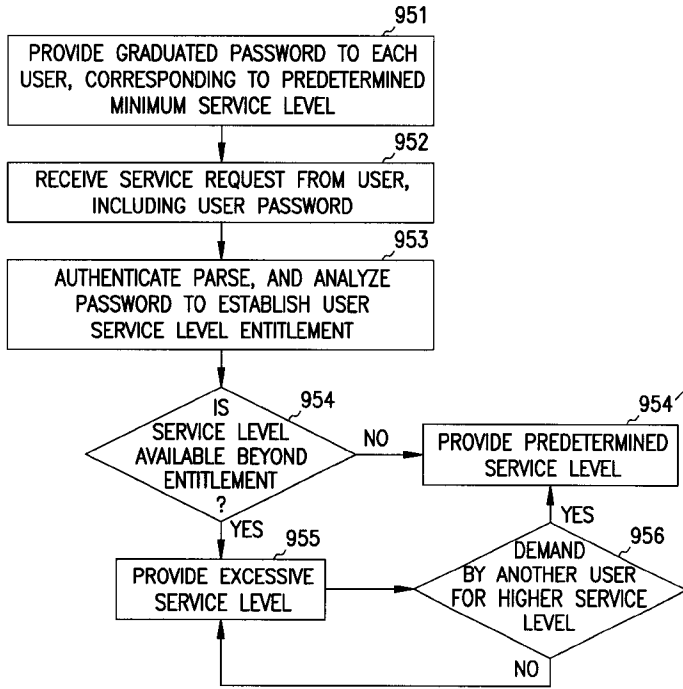 951
PROVIDE GRADUATED PASSWORD TO EACH
USER, CORRESPONDING TO PREDETERMINED
MINIMUM SERVICE LEVEL
952
RECEIVE SERVICE REQUEST FROM USER,
INCLUDING USER PASSWORD
953
AUTHENTICATE PARSE, AND ANALYZE
PASSWORD TO ESTABLISH USER
SERVICE LEVEL ENTITLEMENT
954
IS
SERVICE LEVEL
AVAILABLE BEYOND
ENTITLEMENT
?
NO
YES
954
PROVIDE PREDETERMINED
SERVICE LEVEL
955
PROVIDE EXCESSIVE
SERVICE LEVEL
YES
956
DEMAND
BY ANOTHER USER
FOR HIGHER SERVICE
LEVEL
NO